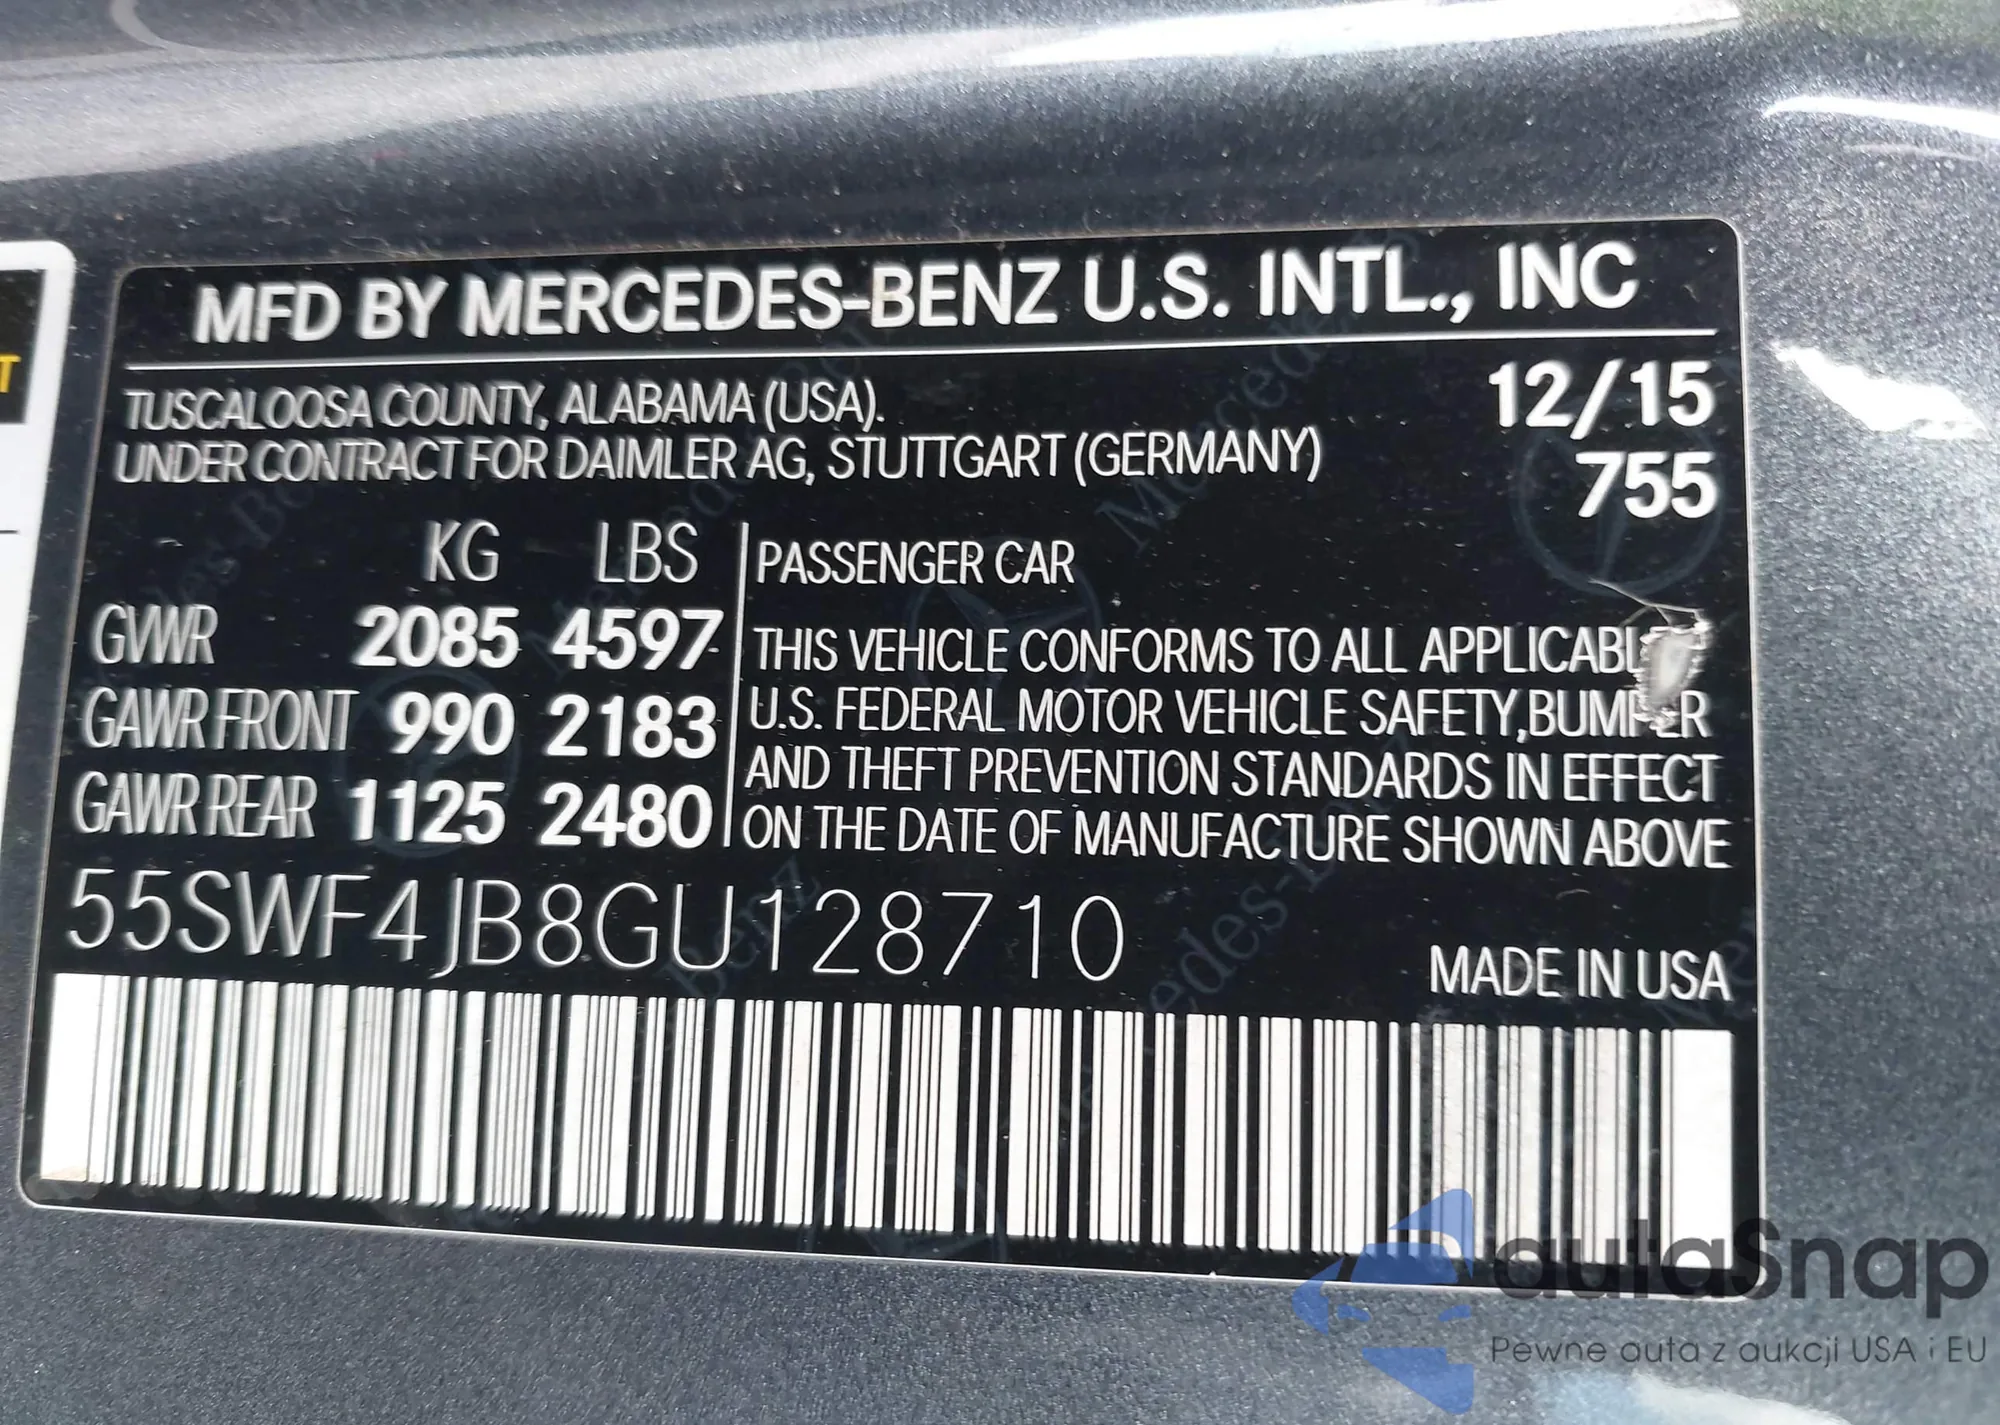 MFD BY MERCEDES-BENZ U.S. INTL., INC
TUSCALOOSA COUNTY, ALABAMA (USA).
UNDER CONTRACT FOR DAIMLER AG, STUTTGART (GERMANY)
12/15
755
KG LBS
GVWR 2085 4597
GAWR FRONT 990 2183
GAWR REAR 1125 2480
PASSENGER CAR
THIS VEHICLE CONFORMS TO ALL APPLICABL
U.S. FEDERAL MOTOR VEHICLE SAFETY, BUMPER
AND THEFT PREVENTION STANDARDS IN EFFECT
ON THE DATE OF MANUFACTURE SHOWN ABOVE
55SWF4JB8GU128710
MADE IN USA
T
autaSnap
Pewne auta z aukcji USA i EU